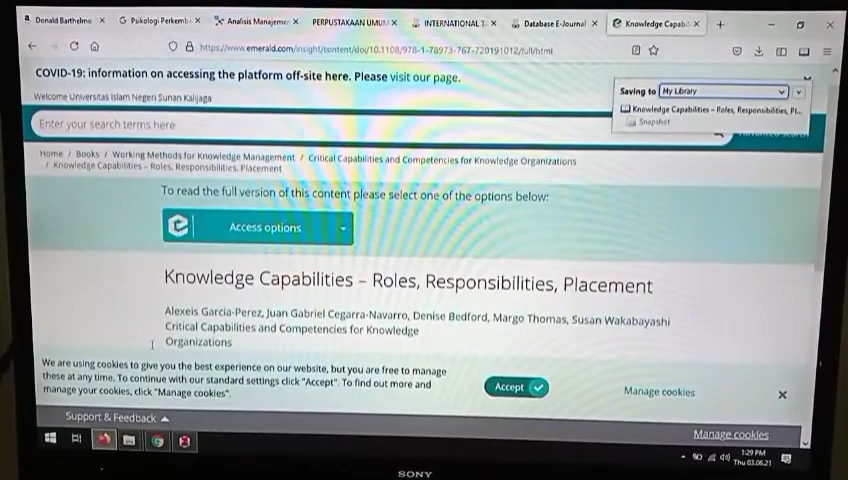 Donald Barthelme
Psikologi Perkemb
Analisis Manajemen
PERPUSTAKAAN UMUM
INTERNATIONAL T
Database E-Journal
Knowledge Capabil
https://www.emerald.com/insight/content/doi/10.1108/978-1-78973-767-720191012/full/html
COVID-19: information on accessing the platform off-site here. Please visit our page.
Saving to My Library
Welcome Universitas Islam Negeri Sunan Kalijaga
Knowledge Capabilities – Roles, Responsibilities, Pl...
Snapshot
Enter your search terms here
Home / Books / Working Methods for Knowledge Management / Critical Capabilities and Competencies for Knowledge Organizations
/ Knowledge Capabilities – Roles, Responsibilities, Placement
To read the full version of this content please select one of the options below:
Access options
Knowledge Capabilities – Roles, Responsibilities, Placement
Alexeis Garcia-Perez, Juan Gabriel Cegarra-Navarro, Denise Bedford, Margo Thomas, Susan Wakabayashi
Critical Capabilities and Competencies for Knowledge
Organizations
We are using cookies to give you the best experience on our website, but you are free to manage
these at any time. To continue with our standard settings click "Accept". To find out more and
manage your cookies, click "Manage cookies".
Accept
Manage cookies
Support & Feedback
Manage cookies
1:29 PM
Thu 03.06.21
SONY